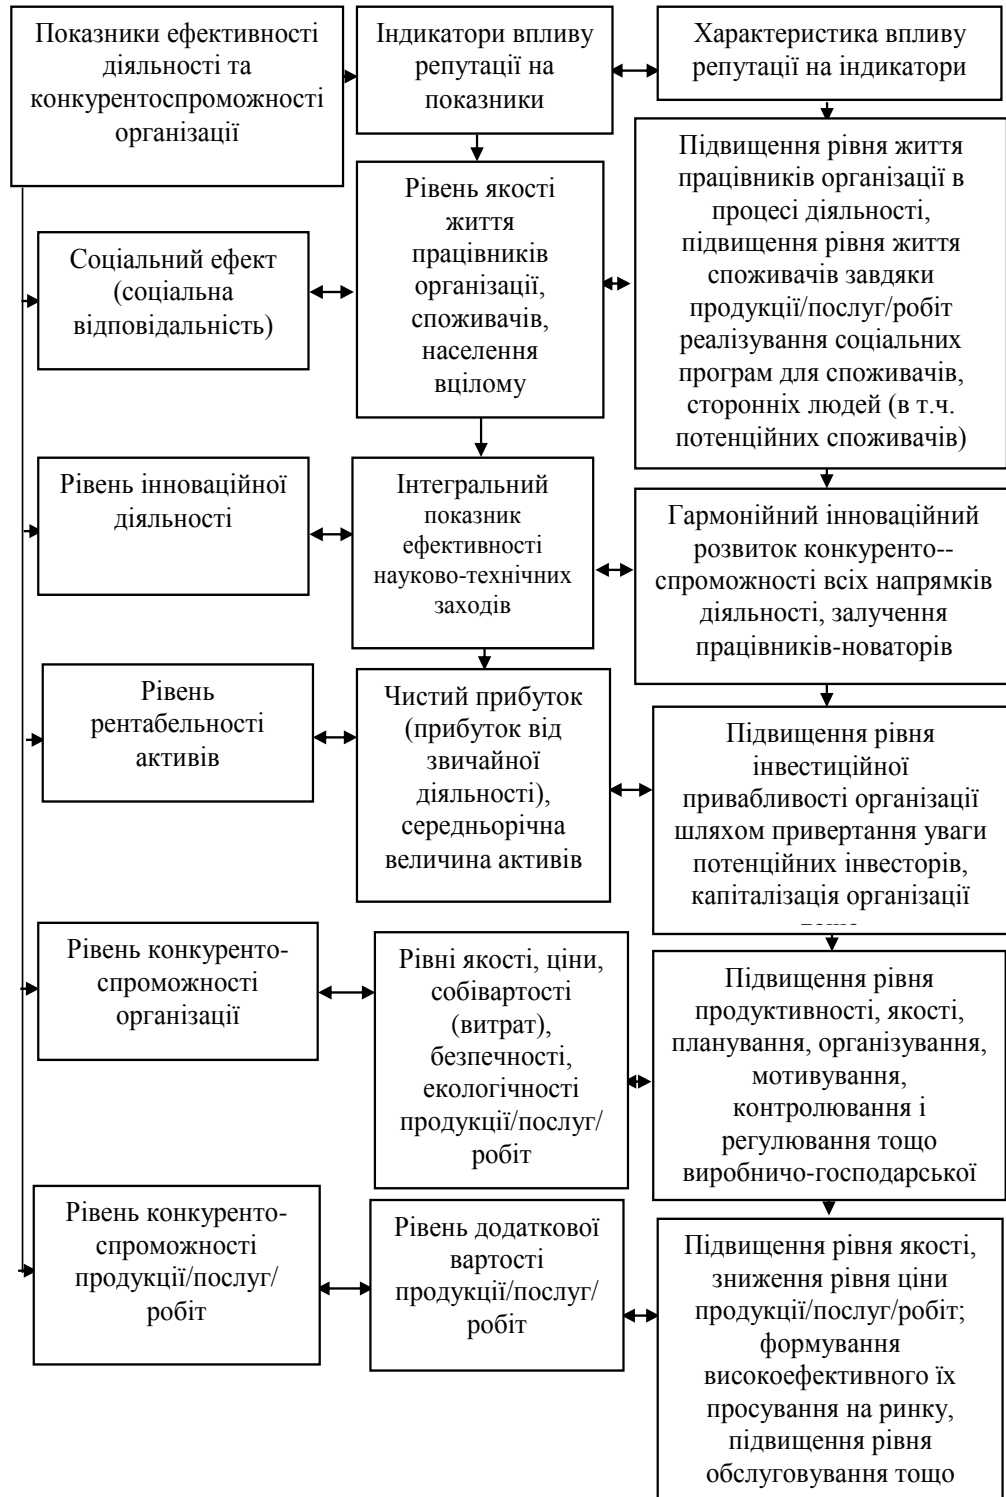 Показники ефективності
діяльності та
конкурентоспроможності
організації
Індикатори впливу
репутації на
показники
Характеристика впливу
репутації на індикатори
Соціальний ефект
(соціальна
відповідальність)
Рівень якості
життя
працівників
організації,
споживачів,
населення
вцілому
Підвищення рівня життя
працівників організації в
процесі діяльності,
підвищення рівня життя
споживачів завдяки
продукції/послуг/робіт
реалізування соціальних
програм для споживачів,
сторонніх людей (в т.ч.
потенційних споживачів)
Рівень інноваційної
діяльності
Інтегральний
показник
ефективності
науково-технічних
заходів
Гармонійний інноваційний
розвиток конкуренто--
спроможності всіх напрямків
діяльності, залучення
працівників-новаторів
Рівень
рентабельності
активів
Чистий прибуток
(прибуток від
звичайної
діяльності),
середньорічна
величина активів
Підвищення рівня
інвестиційної
привабливості організації
шляхом привертання уваги
потенційних інвесторів,
капіталізація організації
Рівень конкуренто-
спроможності
організації
Рівні якості, ціни,
собівартості
(витрат),
безпечності,
екологічності
продукції/послуг/
робіт
Підвищення рівня
продуктивності, якості,
планування, організування,
мотивування,
контролювання і
регулювання тощо
виробничо-господарської
Рівень конкуренто-
спроможності
продукції/послуг/
робіт
Рівень додаткової
вартості
продукції/послуг/
робіт
Підвищення рівня якості,
зниження рівня ціни
продукції/послуг/робіт;
формування
високоефективного їх
просування на ринку,
підвищення рівня
обслуговування тощо